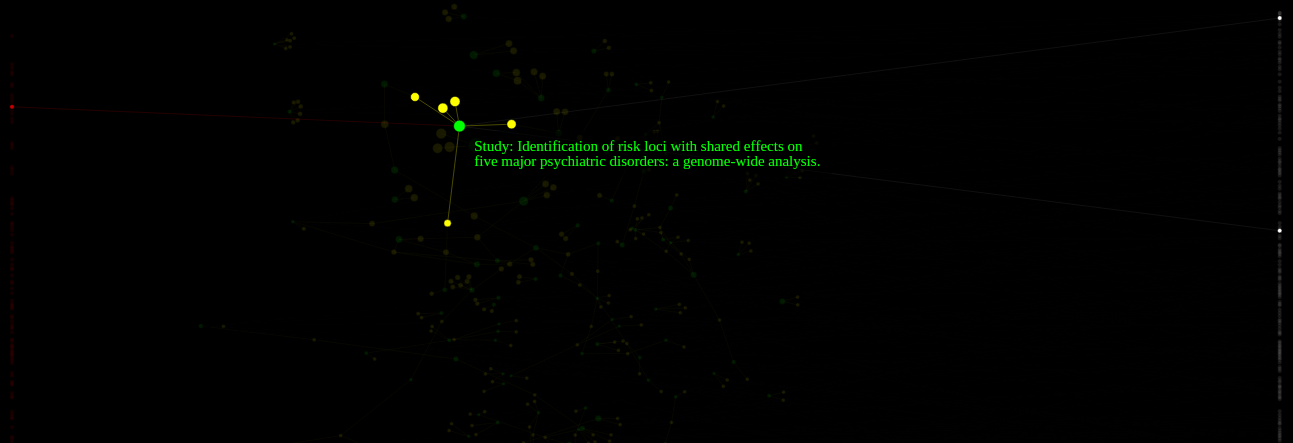 Study: Identification of risk loci with shared effects on
five major psychiatric disorders: a genome-wide analysis.